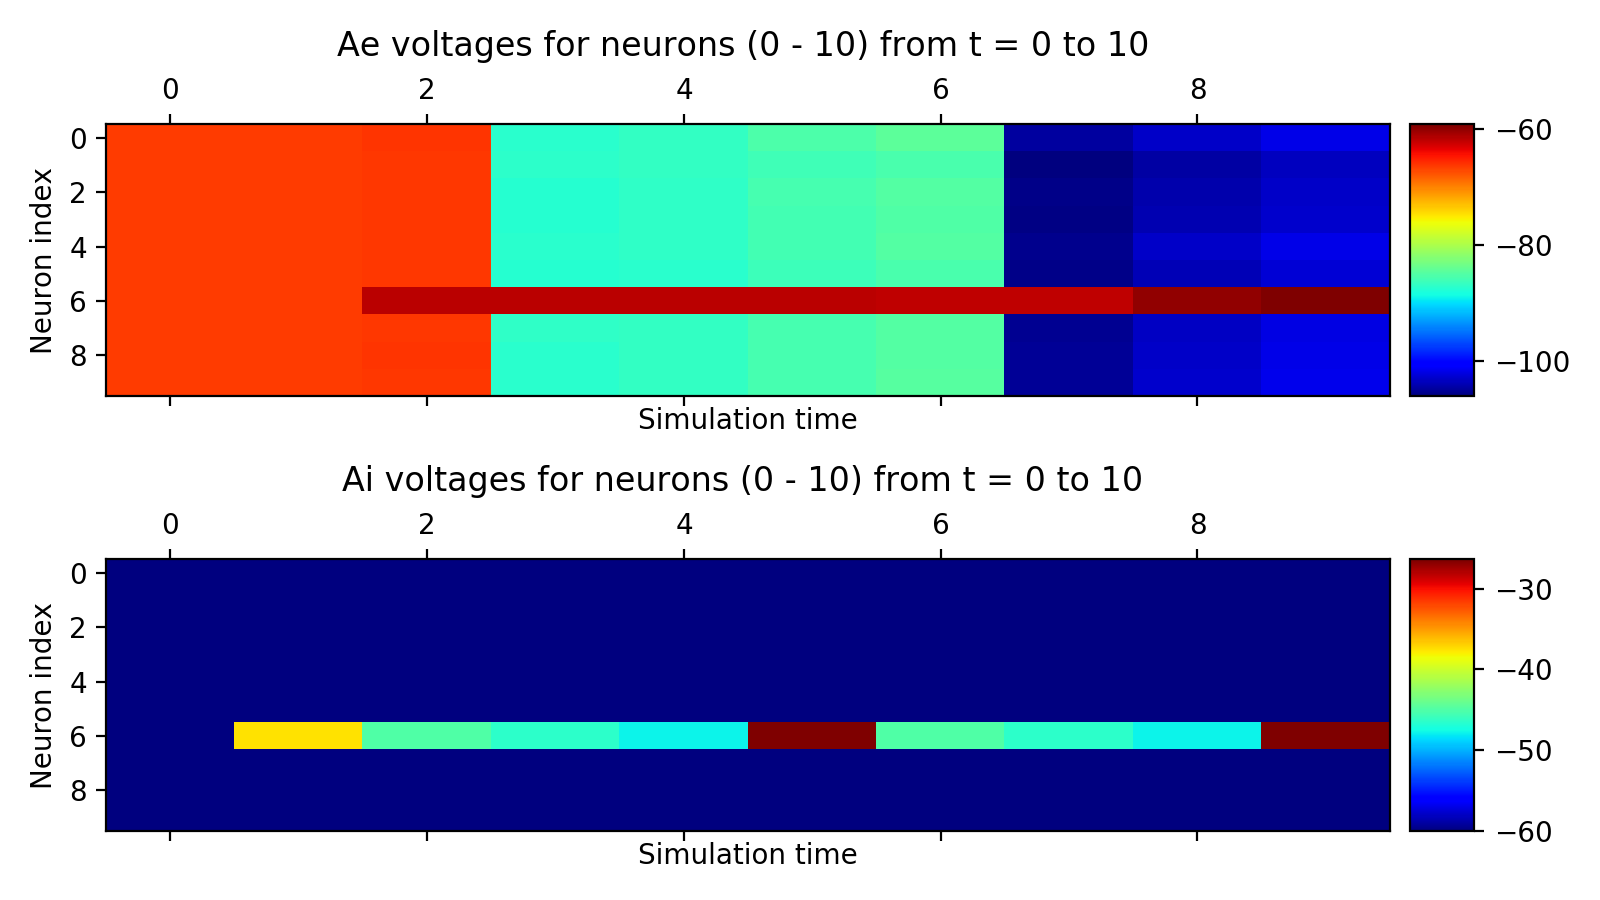 Ae voltages for neurons (0 - 10) from t = 0 to 10
0 2 4 6 8
Neuron index
0
2
4
6
8
−60
−80
−100
Simulation time
Ai voltages for neurons (0 - 10) from t = 0 to 10
0 2 4 6 8
Neuron index
0
2
4
6
8
−30
−40
−50
−60
Simulation time